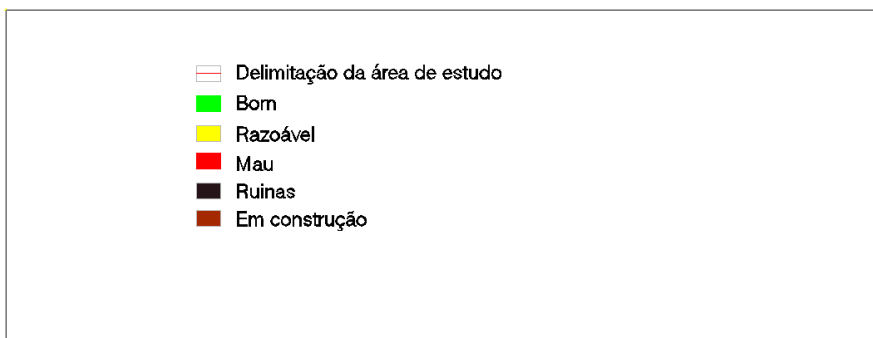 Delimitação da área de estudo
Bom
Razoável
Mau
Ruinas
Em construção